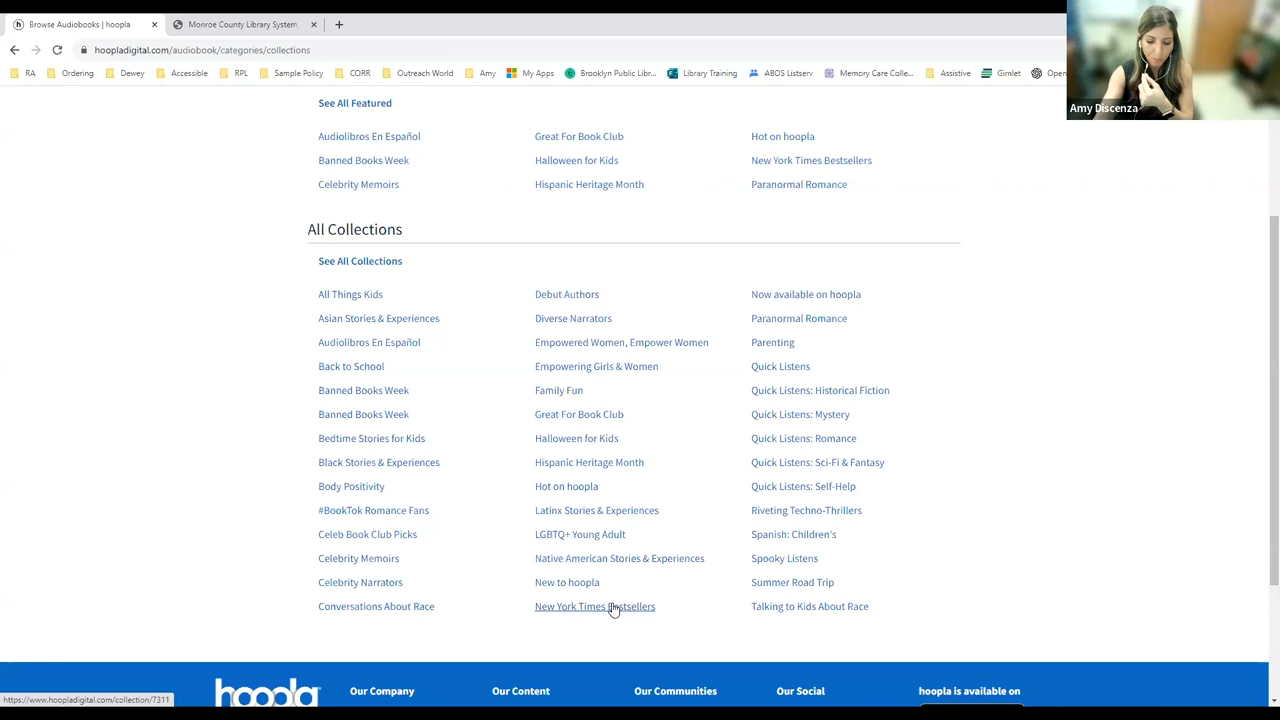 Browse Audiobooks | hoopla
Monroe County Library System
hoopladigital.com/audiobook/categories/collections
RA Ordering Dewey Accessible RPL Sample Policy CORR Outreach World Amy My Apps Brooklyn Public Libr... Library Training ABOS Listserv Memory Care Colle... Assistive Gimlet Open
Amy Discenza
See All Featured
Audiolibros En Español Great For Book Club Hot on hoopla
Banned Books Week Halloween for Kids New York Times Bestsellers
Celebrity Memoirs Hispanic Heritage Month Paranormal Romance
All Collections
See All Collections
All Things Kids Debut Authors Now available on hoopla
Asian Stories & Experiences Diverse Narrators Paranormal Romance
Audiolibros En Español Empowered Women, Empower Women Parenting
Back to School Empowering Girls & Women Quick Listens
Banned Books Week Family Fun Quick Listens: Historical Fiction
Banned Books Week Great For Book Club Quick Listens: Mystery
Bedtime Stories for Kids Halloween for Kids Quick Listens: Romance
Black Stories & Experiences Hispanic Heritage Month Quick Listens: Sci-Fi & Fantasy
Body Positivity Hot on hoopla Quick Listens: Self-Help
#BookTok Romance Fans Latinx Stories & Experiences Riveting Techno-Thrillers
Celeb Book Club Picks LGBTQ+ Young Adult Spanish: Children's
Celebrity Memoirs Native American Stories & Experiences Spooky Listens
Celebrity Narrators New to hoopla Summer Road Trip
Conversations About Race New York Times Bestsellers Talking to Kids About Race
hoopla Our Company Our Content Our Communities Our Social hoopla is available on
https://www.hoopladigital.com/collection/7311